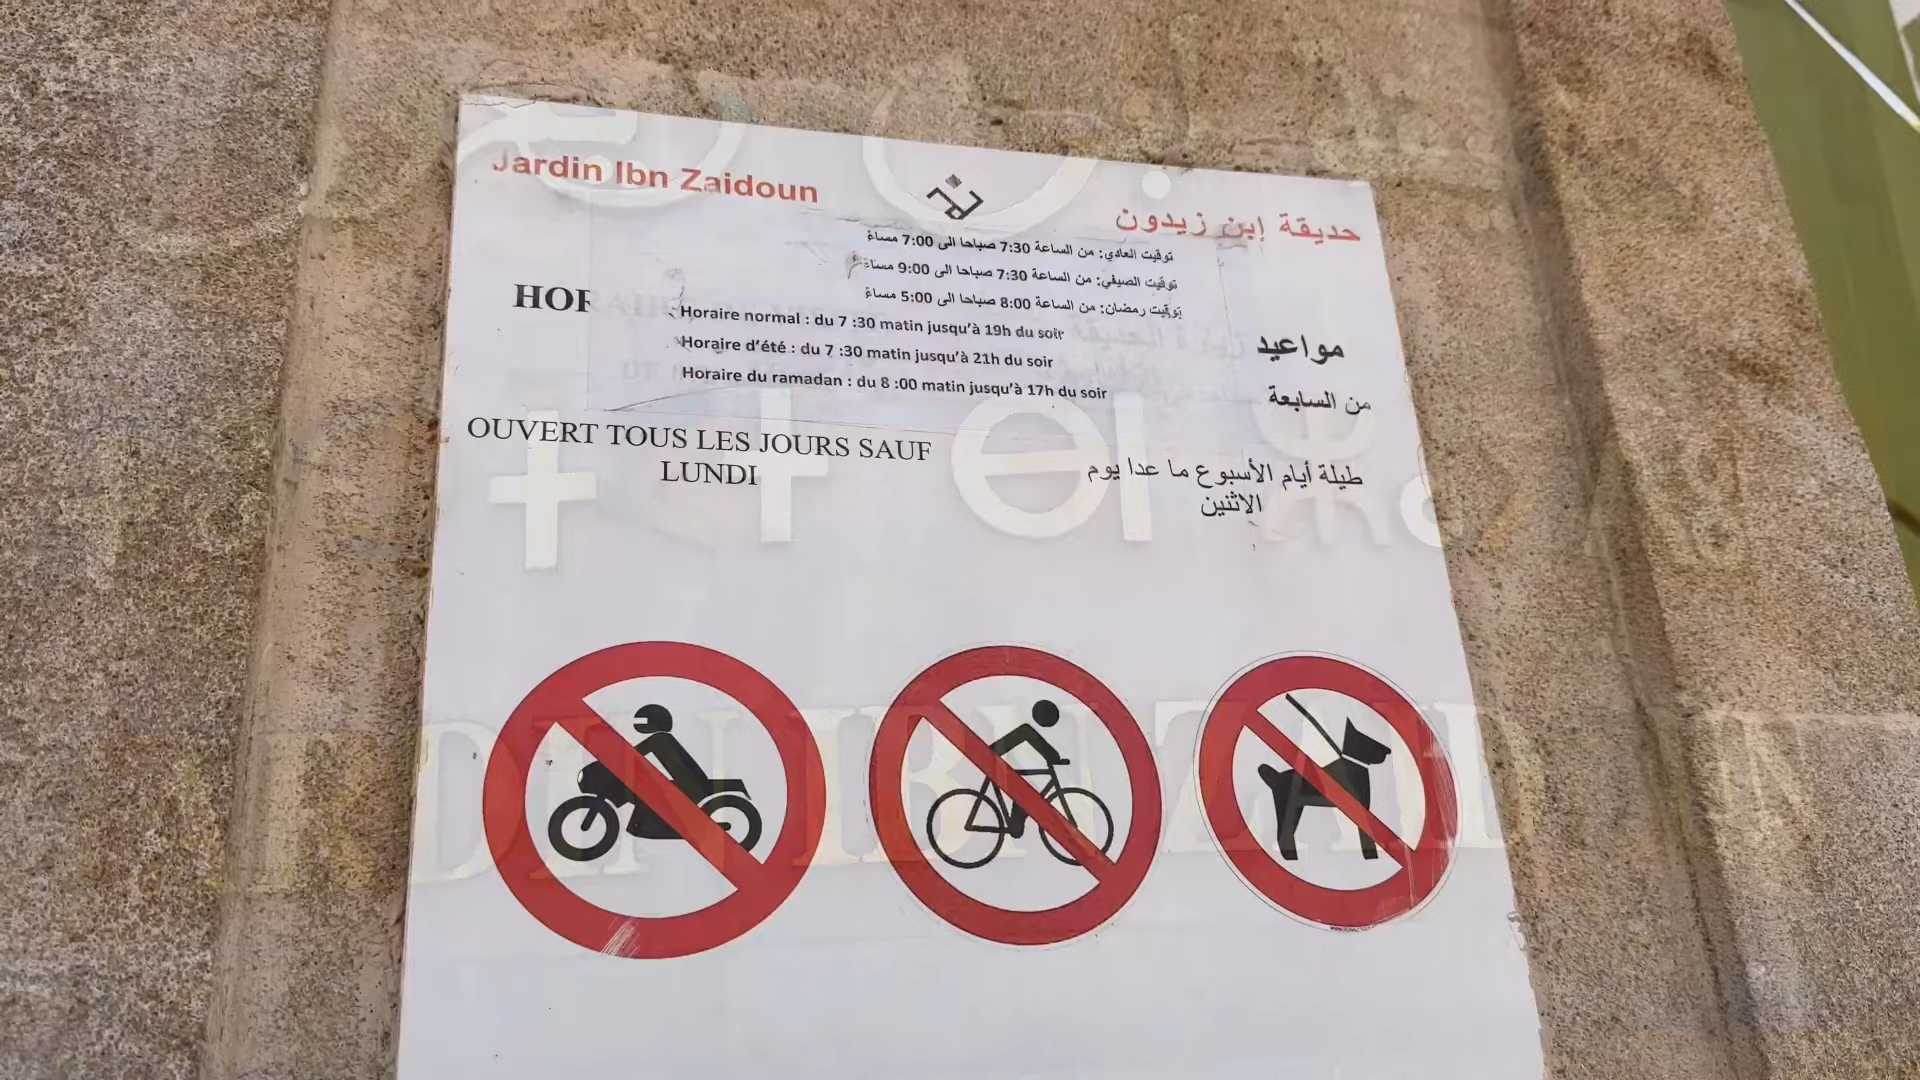 Jardin Ibn Zaidoun
حديقة إبن زيدون
توقيت العادي: من الساعة 7:30 صباحا الى 7:00 مساءً
توقيت الصيفي: من الساعة 7:30 صباحا الى 9:00 مساءً
توقيت رمضان: من الساعة 8:00 صباحا الى 5:00 مساءً
HOR
Horaire normal : du 7 :30 matin jusqu'à 19h du soir
Horaire d'été : du 7 :30 matin jusqu'à 21h du soir
Horaire du ramadan : du 8 :00 matin jusqu'à 17h du soir
مواعيد
من السابعة
OUVERT TOUS LES JOURS SAUF
LUNDI
طيلة أيام الأسبوع ما عدا يوم
الاثنين